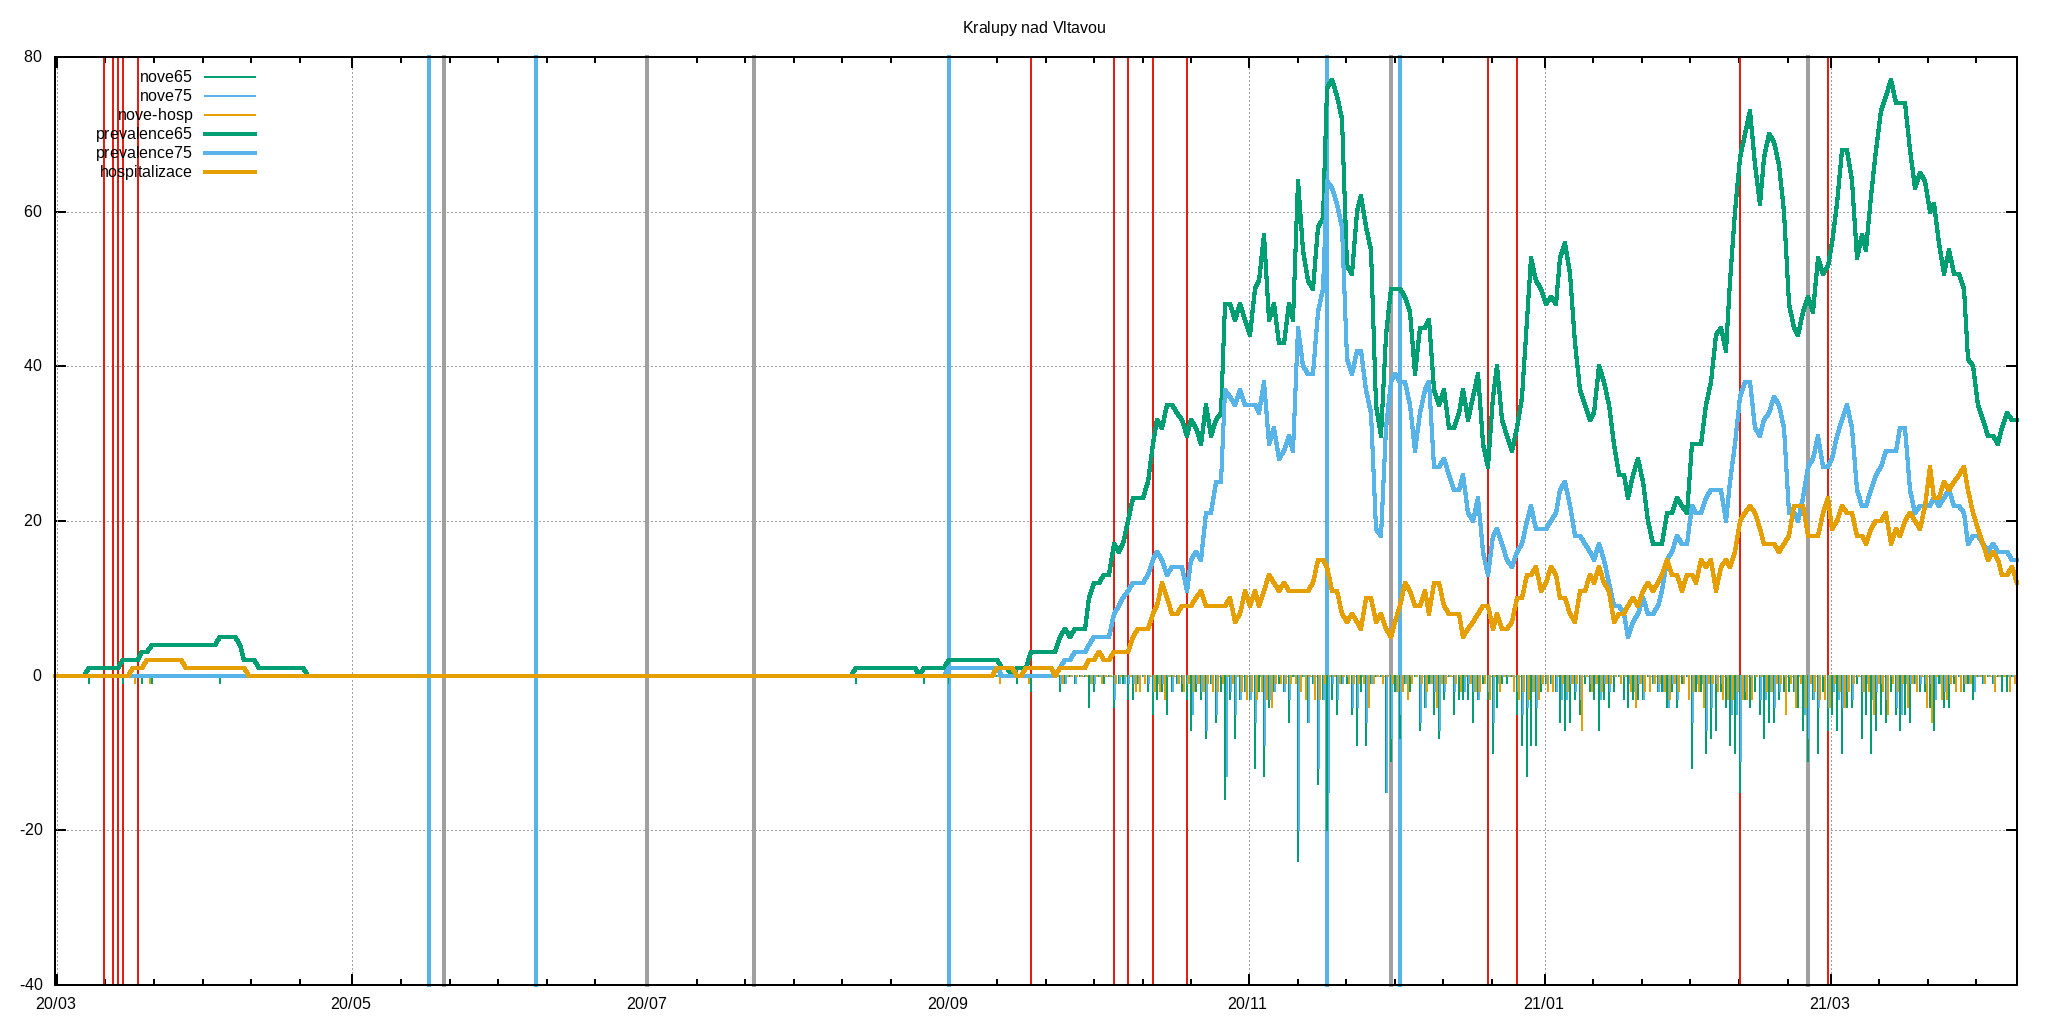 Kralupy nad Vltavou
80
60
40
20
0
-20
-40
nove65
nove75
nove-hosp
prevalence65
prevalence75
hospitalizace
20/03 20/05 20/07 20/09 20/11 21/01 21/03